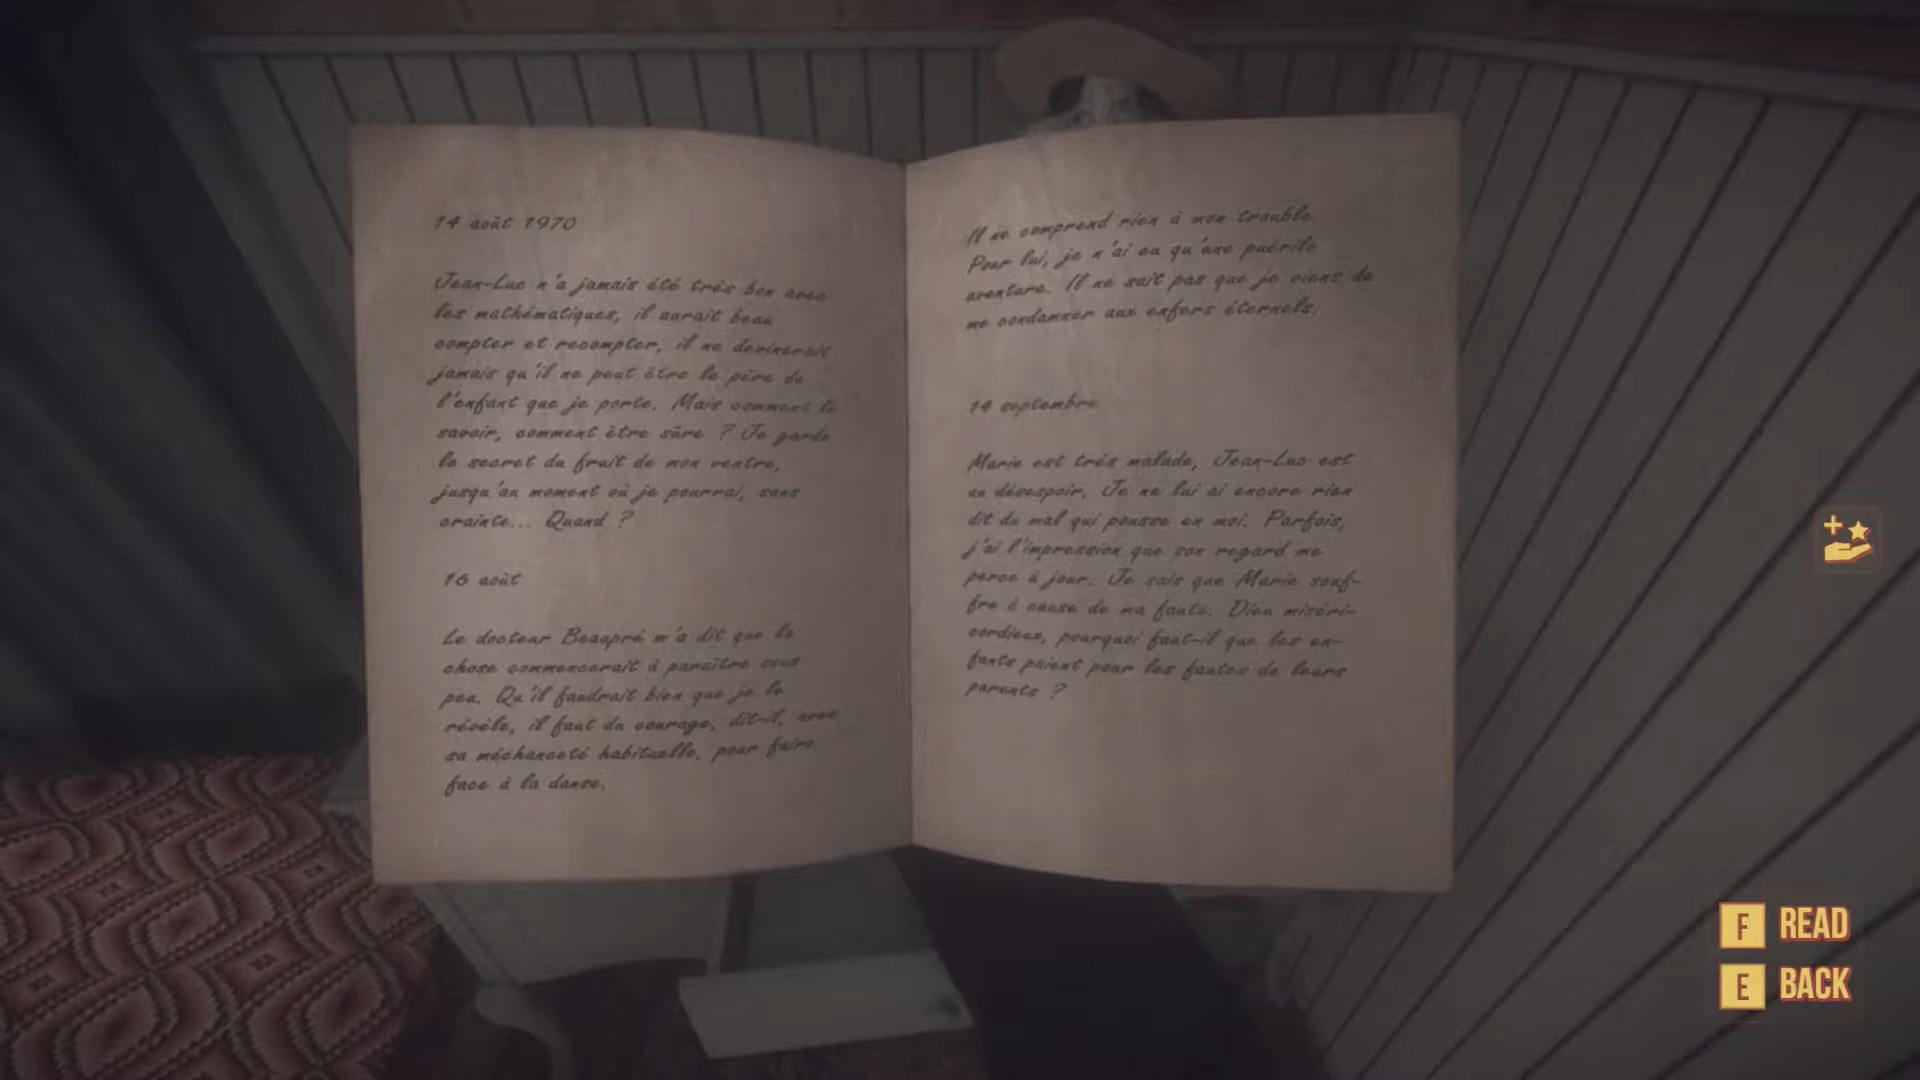 14 août 1970
Jean-Luc n'a jamais été très bon avec
les mathématiques, il aurait beau
compter et recompter, il ne devinerait
jamais qu'il ne peut être le père de
l'enfant que je porte. Mais comment le
savoir, comment être sûre ? Je garde
le secret du fruit de mon ventre,
jusqu'au moment où je pourrai, sans
crainte... Quand ?
16 août
Le docteur Beaupré m'a dit que la
chose commencerait à paraître sous
peu. Qu'il faudrait bien que je le
révèle, il faut du courage, dit-il, avec
sa méchanceté habituelle, pour faire
face à la danse.
Il ne comprend rien à mon trouble.
Pour lui, je n'ai eu qu'une puérile
aventure. Il ne sait pas que je viens de
me condamner aux enfers éternels.
14 septembre
Marie est très malade, Jean-Luc est
au désespoir. Je ne lui ai encore rien
dit du mal qui pousse en moi. Parfois,
j'ai l'impression que son regard me
perce à jour. Je sais que Marie souf-
fre à cause de ma faute. Dieu miséri-
cordieux, pourquoi faut-il que les en-
fants paient pour les fautes de leurs
parents ?
F READ
E BACK